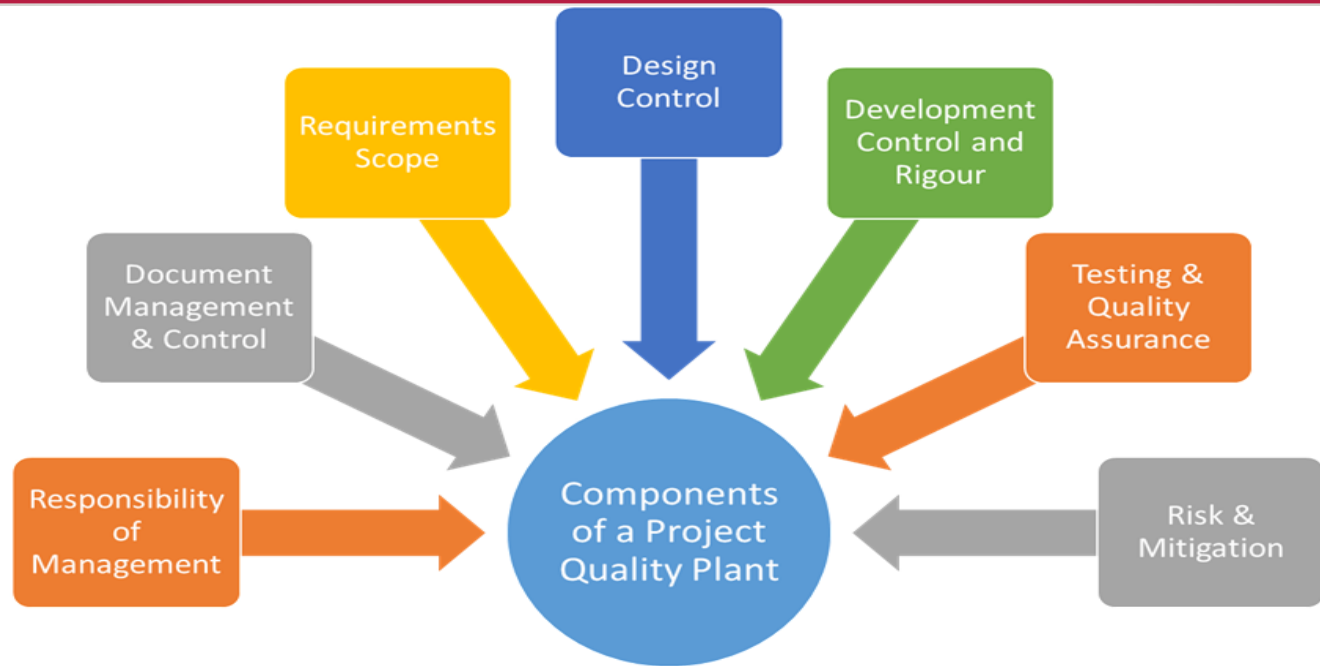 Design
Control
Requirements
Scope
Development
Control and
Rigour
Document
Management
& Control
Testing &
Quality
Assurance
Responsibility
of
Management
Components
of a Project
Quality Plant
Risk &
Mitigation